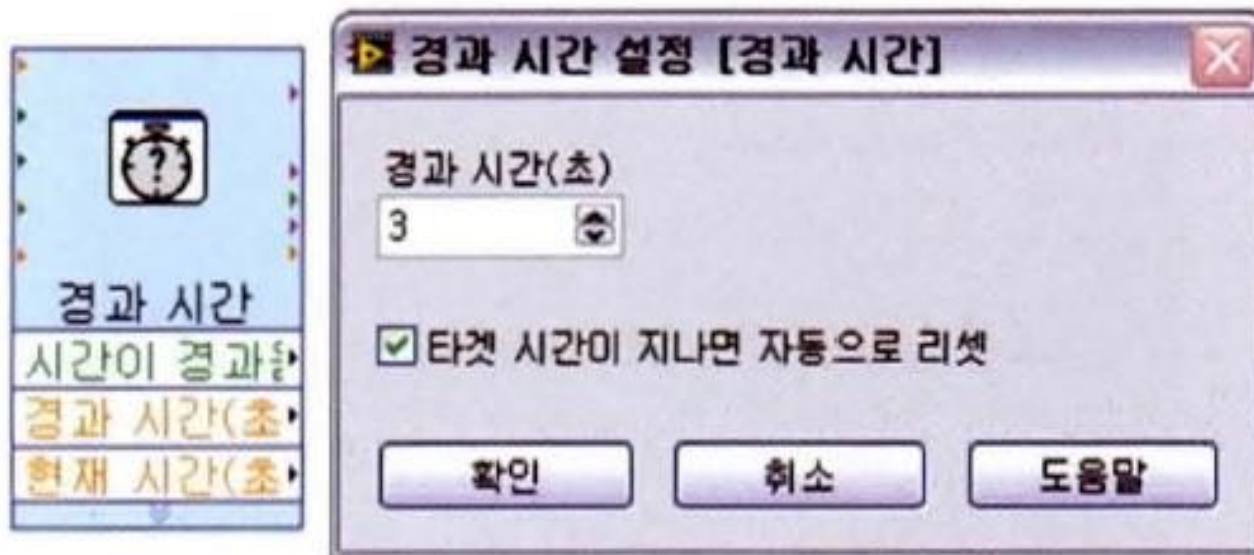 경과 시간
시간이 경과
경과 시간(초
현재 시간(초
경과 시간 설정 [경과 시간]
경과 시간(초)
3
타겟 시간이 지나면 자동으로 리셋
확인
취소
도움말